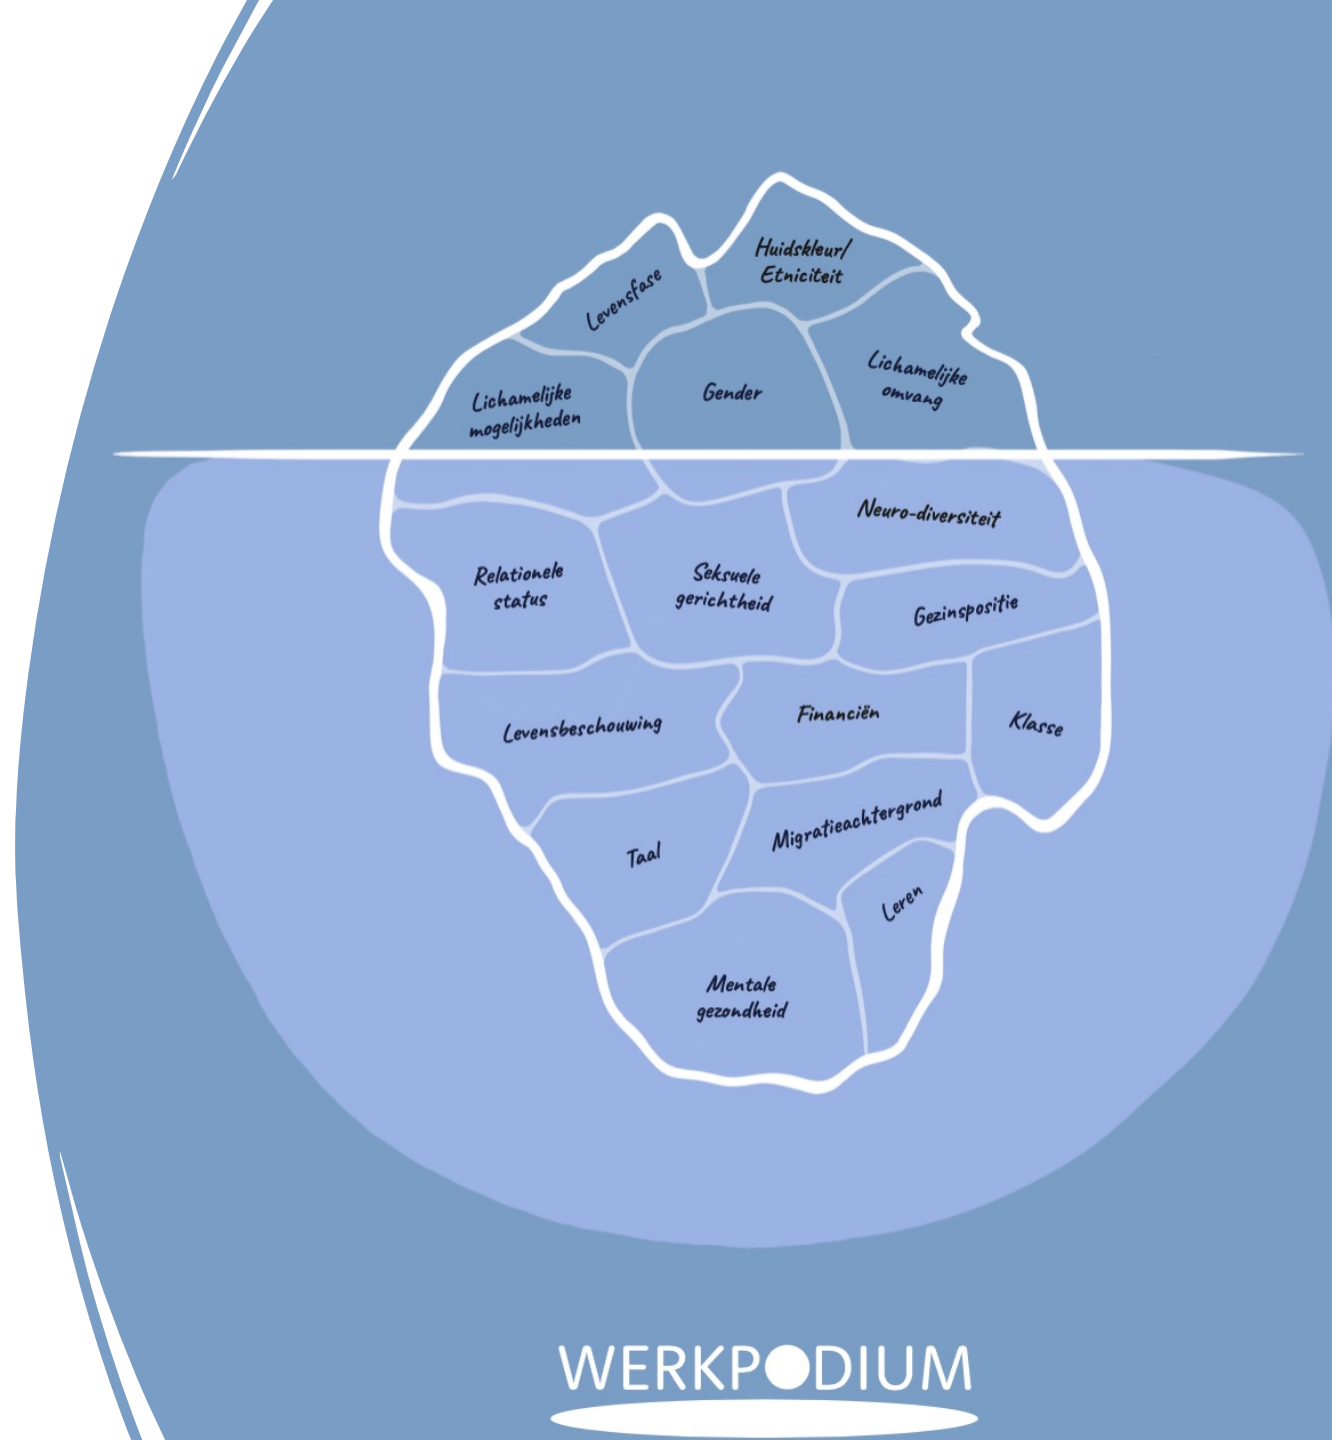 Huidskleur/
Etniciteit
Levensfase
Lichamelijke
omvang
Lichamelijke
mogelijkheden
Gender
Neuro-diversiteit
Relationele
status
Seksuele
gerichtheid
Gezinspositie
Levensbeschouwing
Financiën
Klasse
Migratieachtergrond
Taal
Leren
Mentale
gezondheid
WERKPODIUM